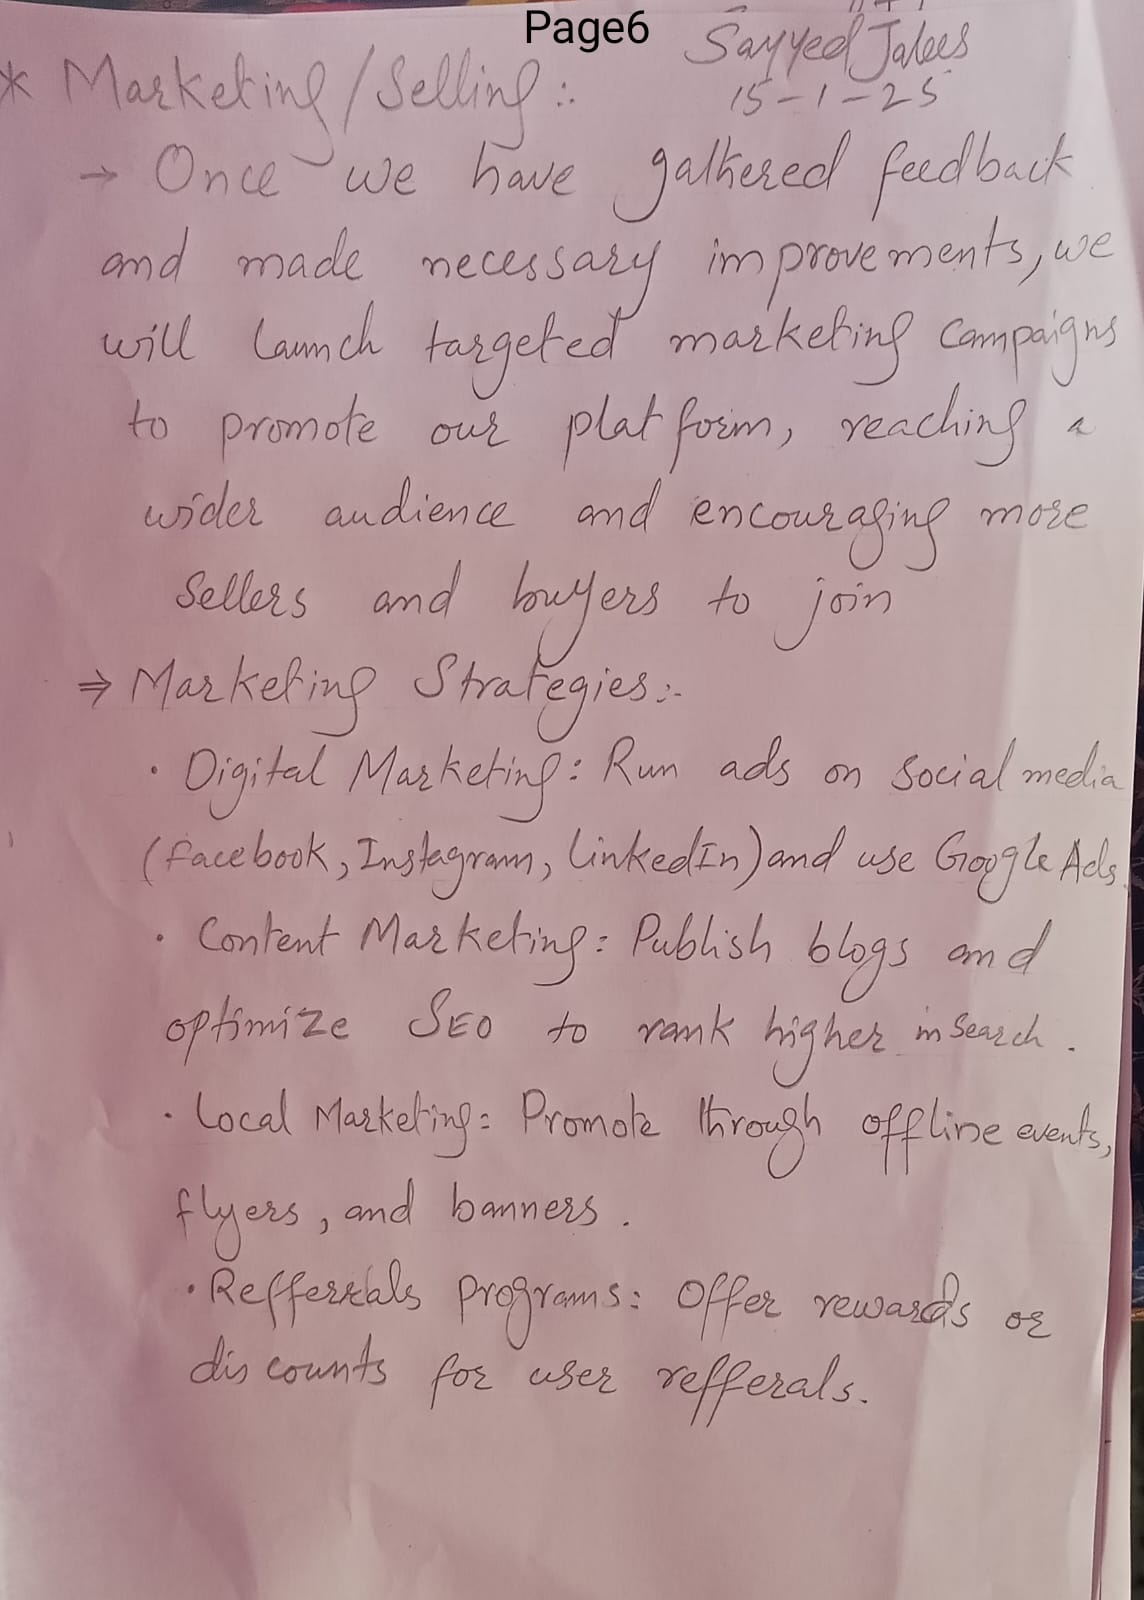 Page6
Sayyed Jalees
* Marketing/Selling:-
15-1-25
→ Once we have gathered feedback
and made necessary improvements, we
will launch targeted marketing campaigns
to promote our platform, reaching a
wider audience and encouraging more
sellers and buyers to join
⇒ Marketing Strategies:-
• Digital Marketing: Run ads on social media
(facebook, Instagram, LinkedIn) and use Google Ads.
• Content Marketing: Publish blogs and
optimize SEO to rank higher in search.
• Local Marketing: Promote through offline events,
flyers, and banners.
• Refferrals programs: Offer rewards or
discounts for user refferals.